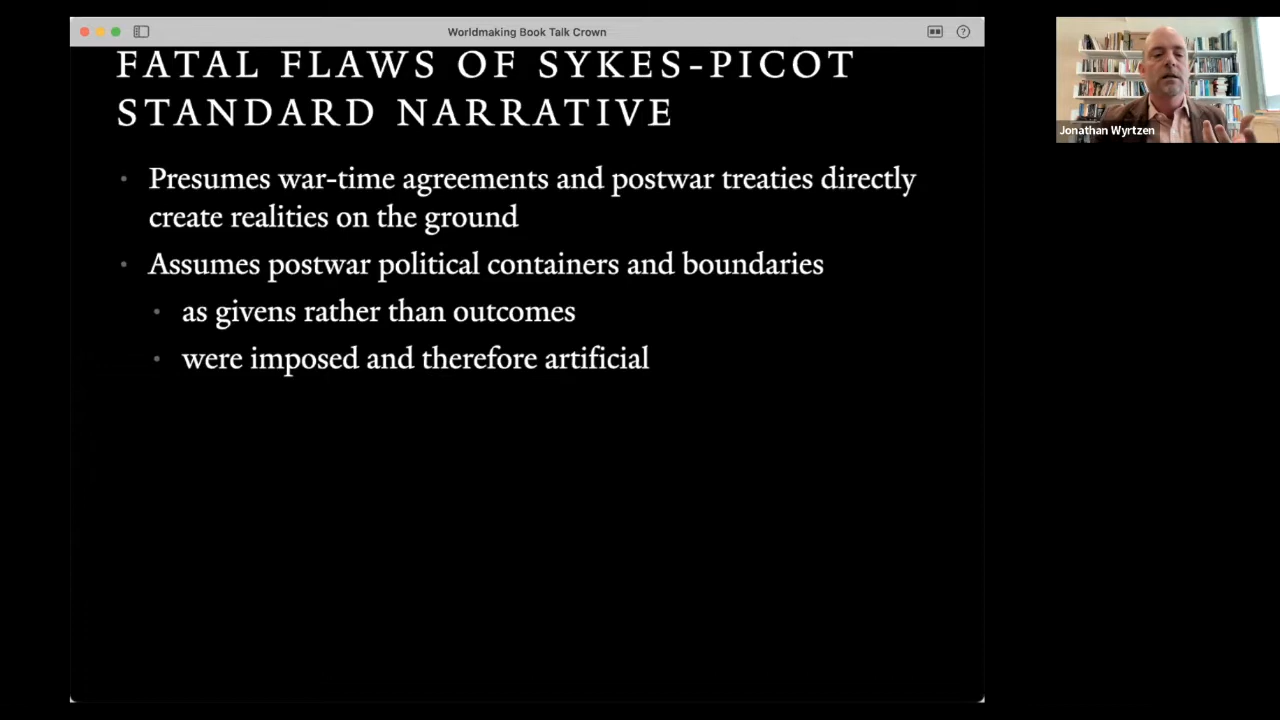 Worldmaking Book Talk Crown
FATAL FLAWS OF SYKES-PICOT
STANDARD NARRATIVE
• Presumes war-time agreements and postwar treaties directly
create realities on the ground
• Assumes postwar political containers and boundaries
• as givens rather than outcomes
• were imposed and therefore artificial
Jonathan Wyrtzen